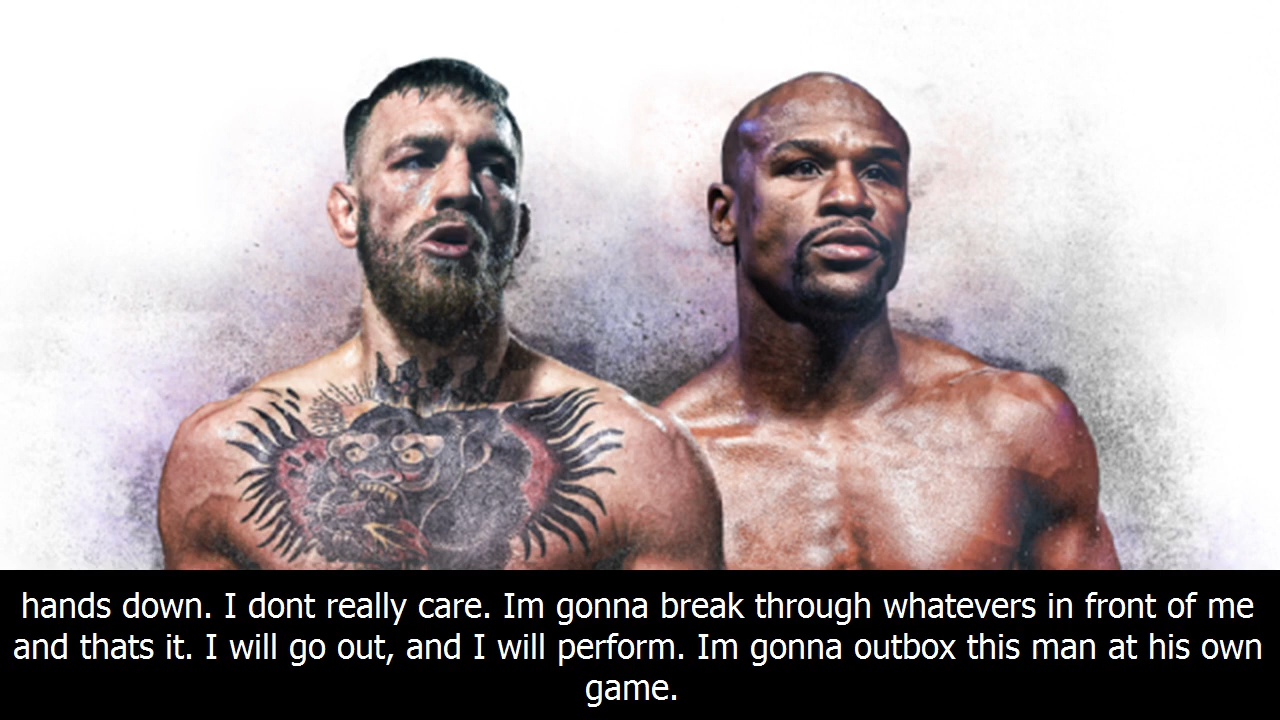 hands down. I dont really care. Im gonna break through whatevers in front of me
and thats it. I will go out, and I will perform. Im gonna outbox this man at his own
game.